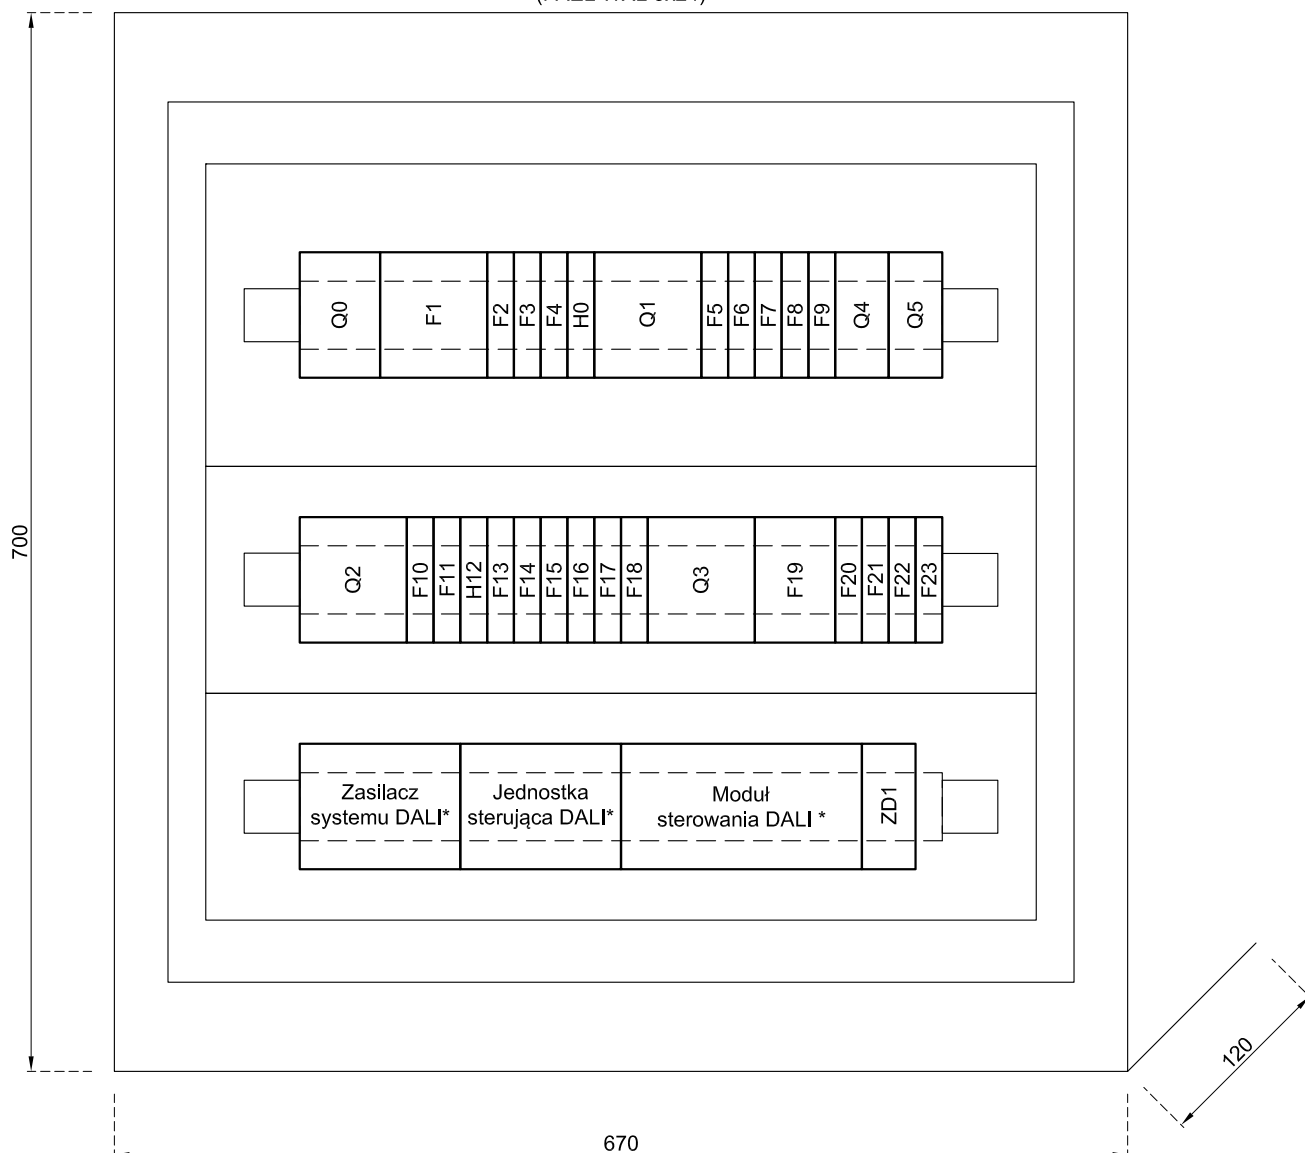 700
Q0
F1
F2
F3
F4
H0
Q1
F5
F6
F7
F8
F9
Q4
Q5
Q2
F10
F11
H12
F13
F14
F15
F16
F17
F18
Q3
F19
F20
F21
F22
F23
Zasilacz
systemu DALI*
Jednostka
sterująca DALI*
Moduł
sterowania DALI *
ZD1
120
670